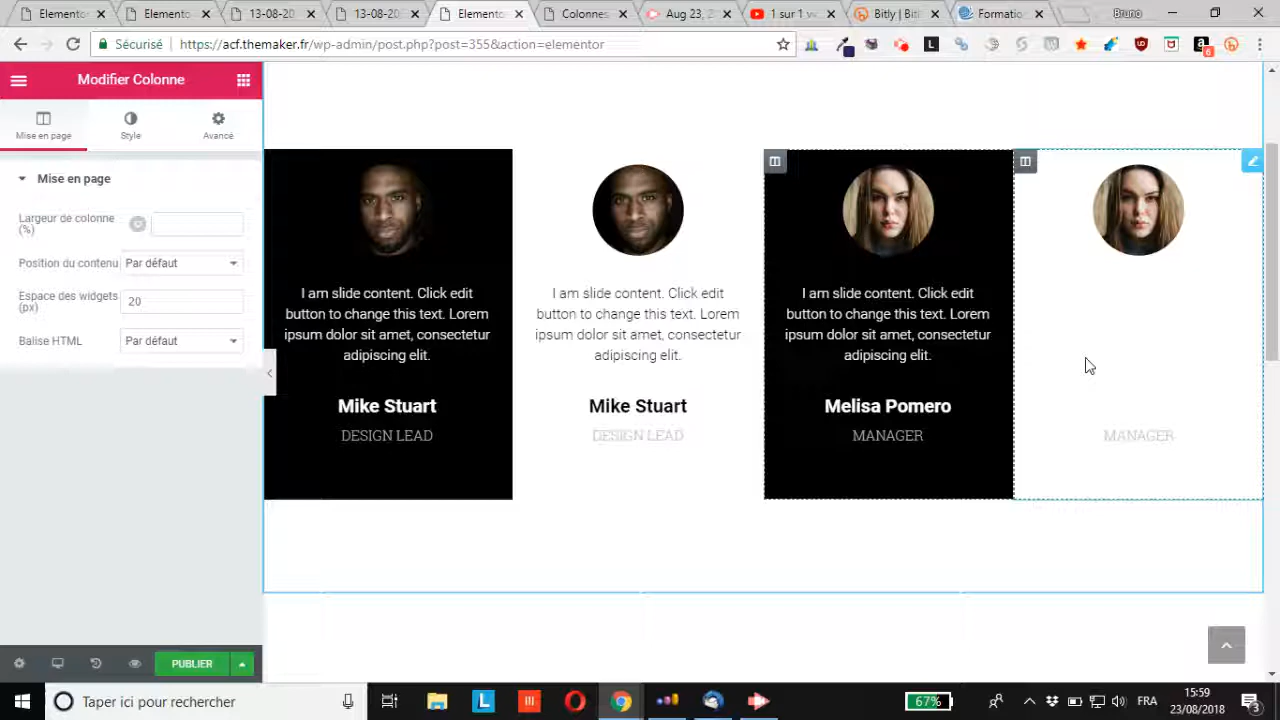 Elemento
13-08-20
13-08-20
Elemento
Colonnes
Aug 23,
1 sur 1
Bitly | Bi
Formatio
Bruno
Sécurisé
https://acf.themaker.fr/wp-admin/post.php?post=355&action=elementor
6
Modifier Colonne
Mise en page
Style
Avancé
Mise en page
Largeur de colonne
(%)
Position du contenu
Par défaut
Espace des widgets
(px)
20
Balise HTML
Par défaut
PUBLIER
I am slide content. Click edit
button to change this text. Lorem
ipsum dolor sit amet, consectetur
adipiscing elit.
Mike Stuart
DESIGN LEAD
I am slide content. Click edit
button to change this text. Lorem
ipsum dolor sit amet, consectetur
adipiscing elit.
Mike Stuart
DESIGN LEAD
I am slide content. Click edit
button to change this text. Lorem
ipsum dolor sit amet, consectetur
adipiscing elit.
Melisa Pomero
MANAGER
MANAGER
Taper ici pour rechercher
67%
FRA
15:59
23/08/2018
3